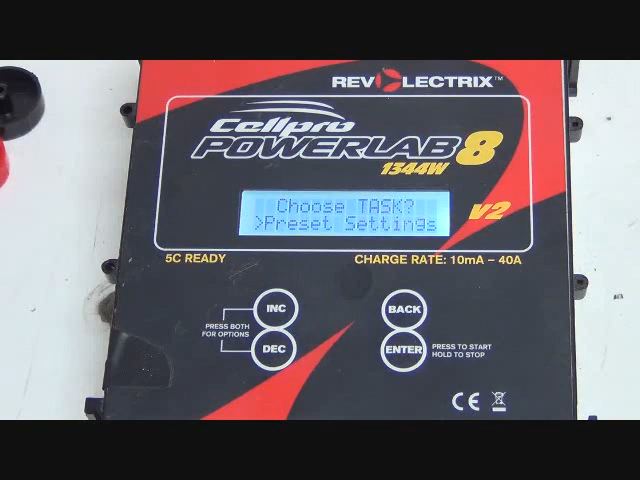 REVOLECTRIX™
Cellpro
POWERLAB 8
1344W
Choose TASK?
>Preset Settings
v2
5C READY
CHARGE RATE: 10mA – 40A
INC
BACK
PRESS BOTH
FOR OPTIONS
DEC
ENTER
PRESS TO START
HOLD TO STOP
CE